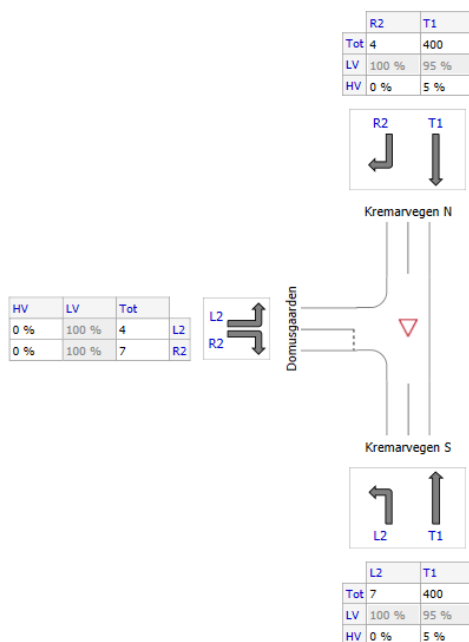 R2 T1
Tot 4 400
LV 100 % 95 %
HV 0 % 5 %
R2 T1
Kremarvegen N
HV LV Tot
0 % 100 % 4 L2
0 % 100 % 7 R2
L2
R2
Domusgaarden
Kremarvegen S
L2 T1
L2 T1
Tot 7 400
LV 100 % 95 %
HV 0 % 5 %